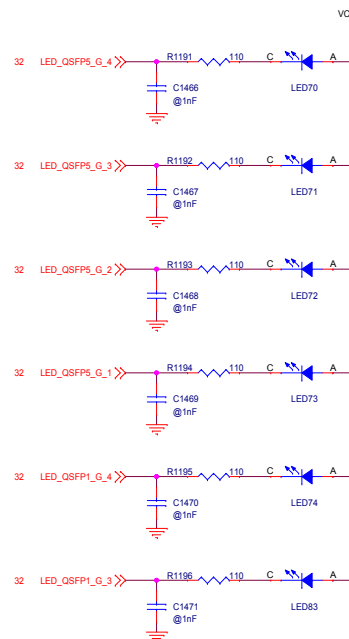 VC
32 LED_QSFP5_G_4 R1191 110 C A
C1466 LED70
@1nF
32 LED_QSFP5_G_3 R1192 110 C A
C1467 LED71
@1nF
32 LED_QSFP5_G_2 R1193 110 C A
C1468 LED72
@1nF
32 LED_QSFP5_G_1 R1194 110 C A
C1469 LED73
@1nF
32 LED_QSFP1_G_4 R1195 110 C A
C1470 LED74
@1nF
32 LED_QSFP1_G_3 R1196 110 C A
C1471 LED83
@1nF